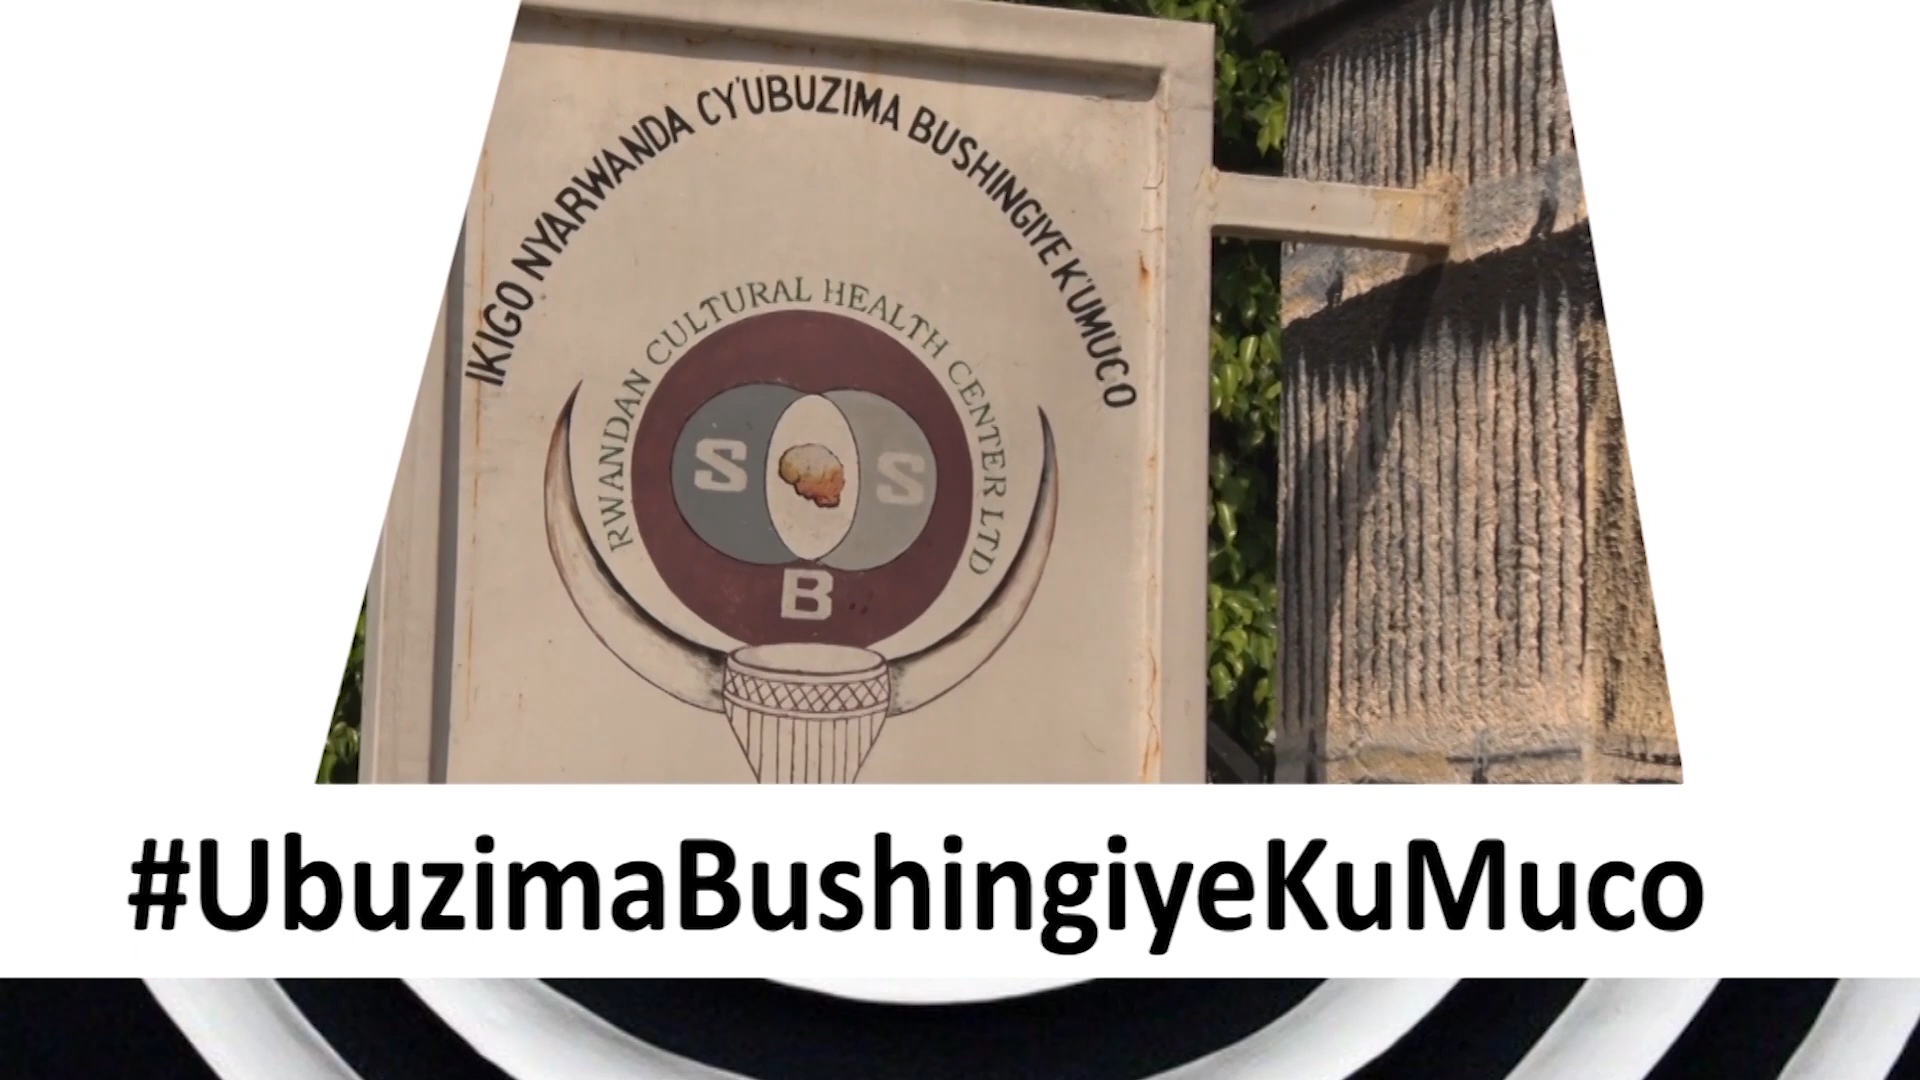 IKIGO NYARWANDA CY'UBUZIMA BUSHINGIYE K'UMUCO
RWANDAN CULTURAL HEALTH CENTER LTD
S S
B
#UbuzimaBushingiyeKuMuco